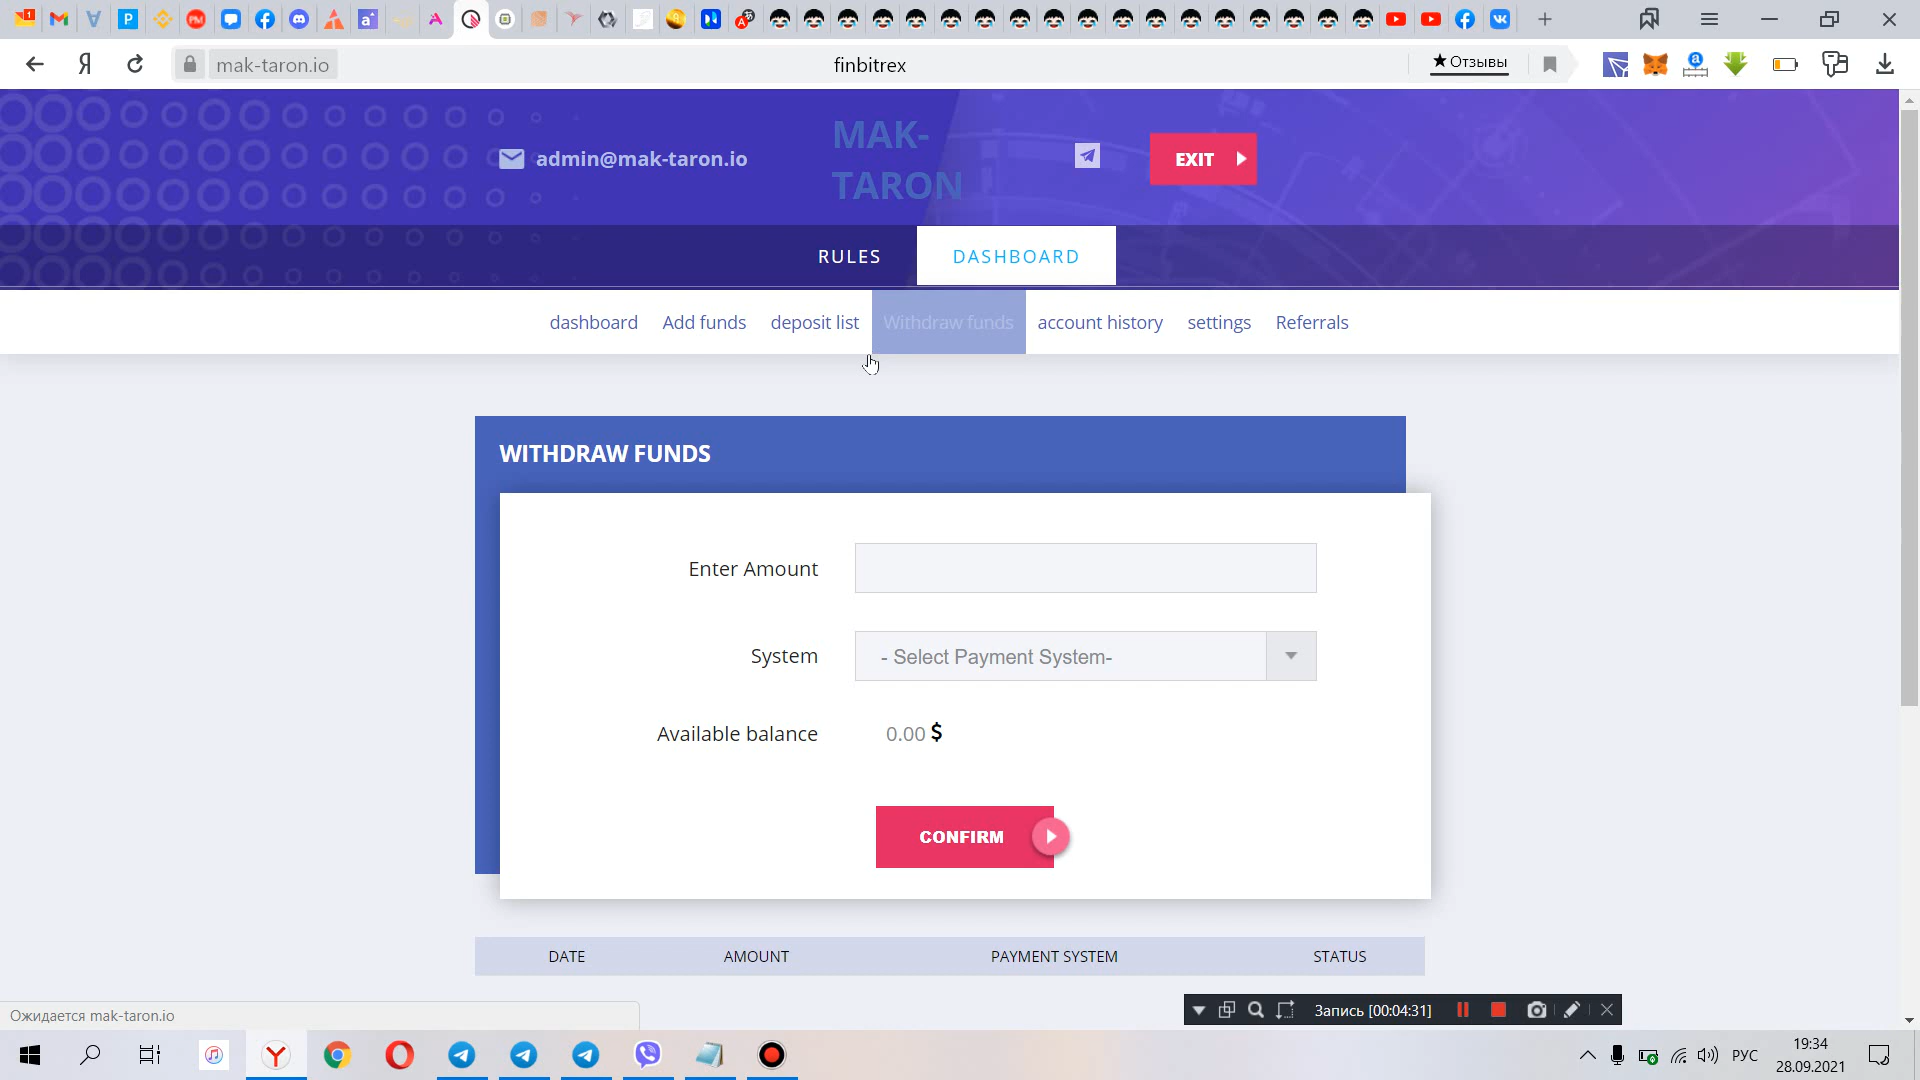 mak-taron.io
finbitrex
★Отзывы
admin@mak-taron.io
MAK-
TARON
EXIT
RULES
DASHBOARD
dashboard
Add funds
deposit list
Withdraw funds
account history
settings
Referrals
WITHDRAW FUNDS
Enter Amount
System
- Select Payment System-
Available balance
0.00 $
CONFIRM
DATE
AMOUNT
PAYMENT SYSTEM
STATUS
Ожидается mak-taron.io
Запись [00:04:31]
РУС
19:34
28.09.2021